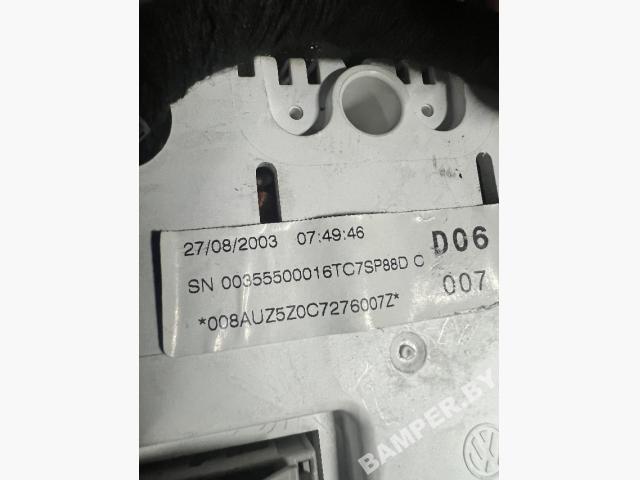 27/08/2003 07:49:46 D06
SN 00355500016TC7SP88D C 007
*008AUZ5Z0C7276007Z*
BAMPER.BY